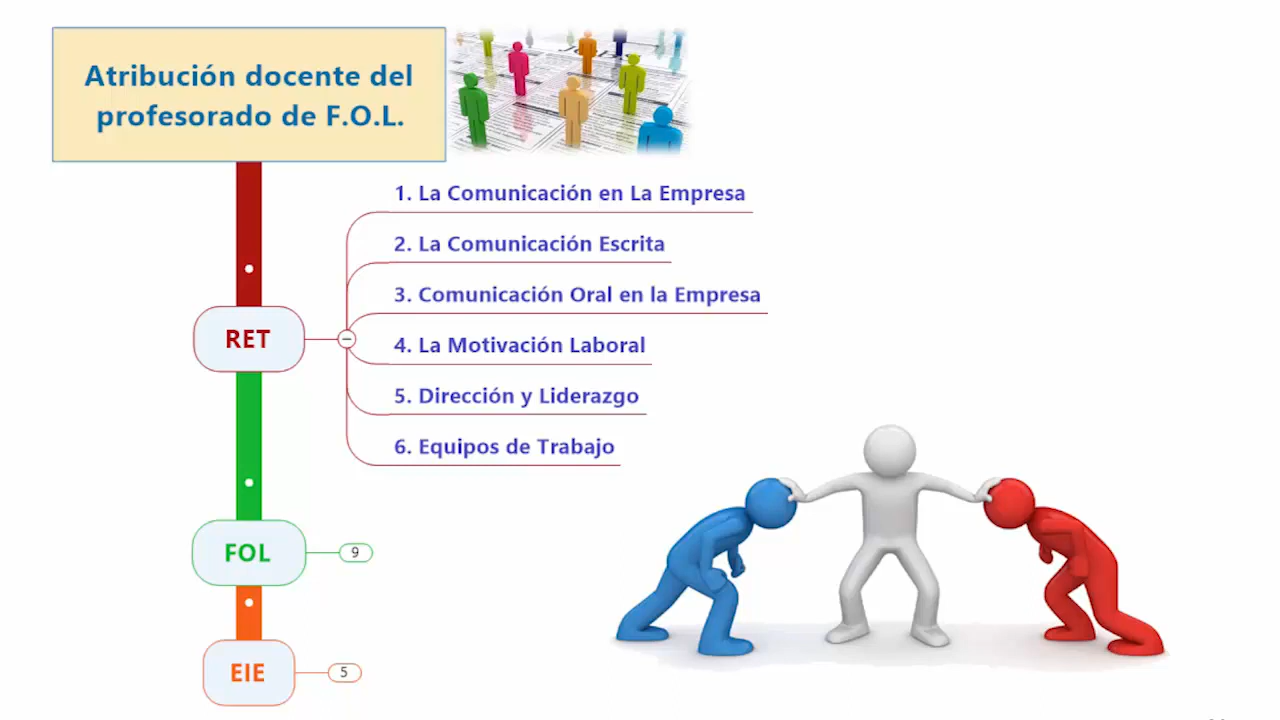 Atribución docente del
profesorado de F.O.L.
1. La Comunicación en La Empresa
2. La Comunicación Escrita
3. Comunicación Oral en la Empresa
RET
4. La Motivación Laboral
5. Dirección y Liderazgo
6. Equipos de Trabajo
FOL
9
EIE
5